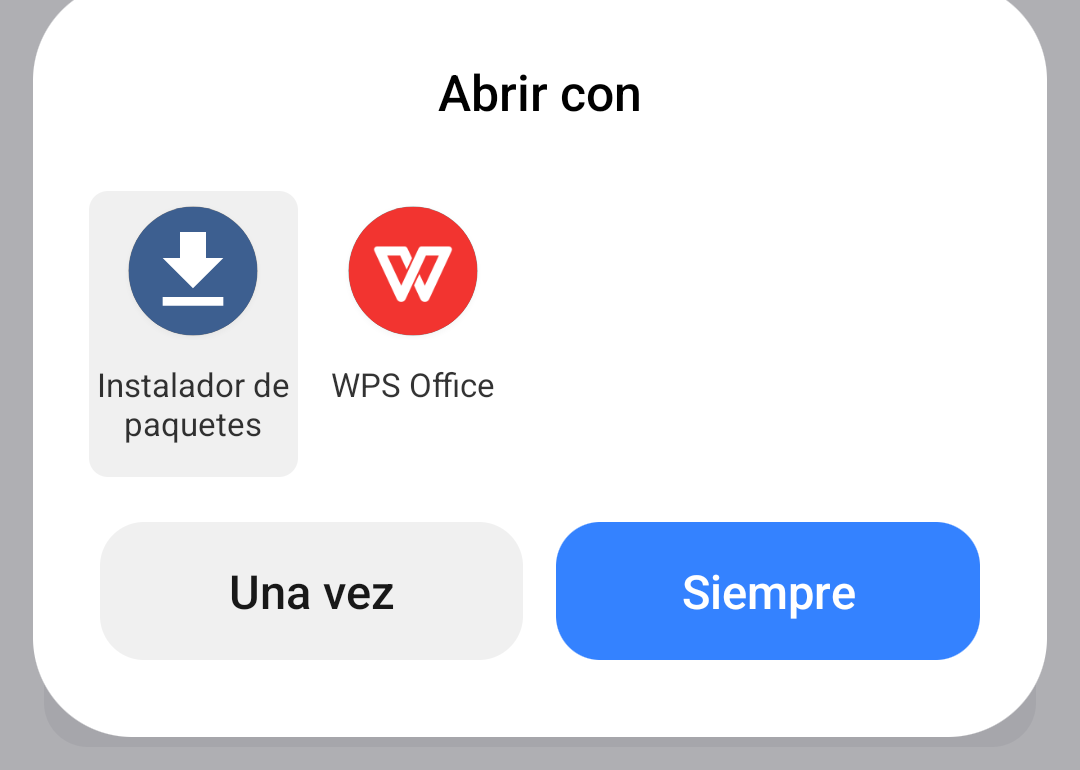 Abrir con
Instalador de
paquetes
WPS Office
Una vez
Siempre